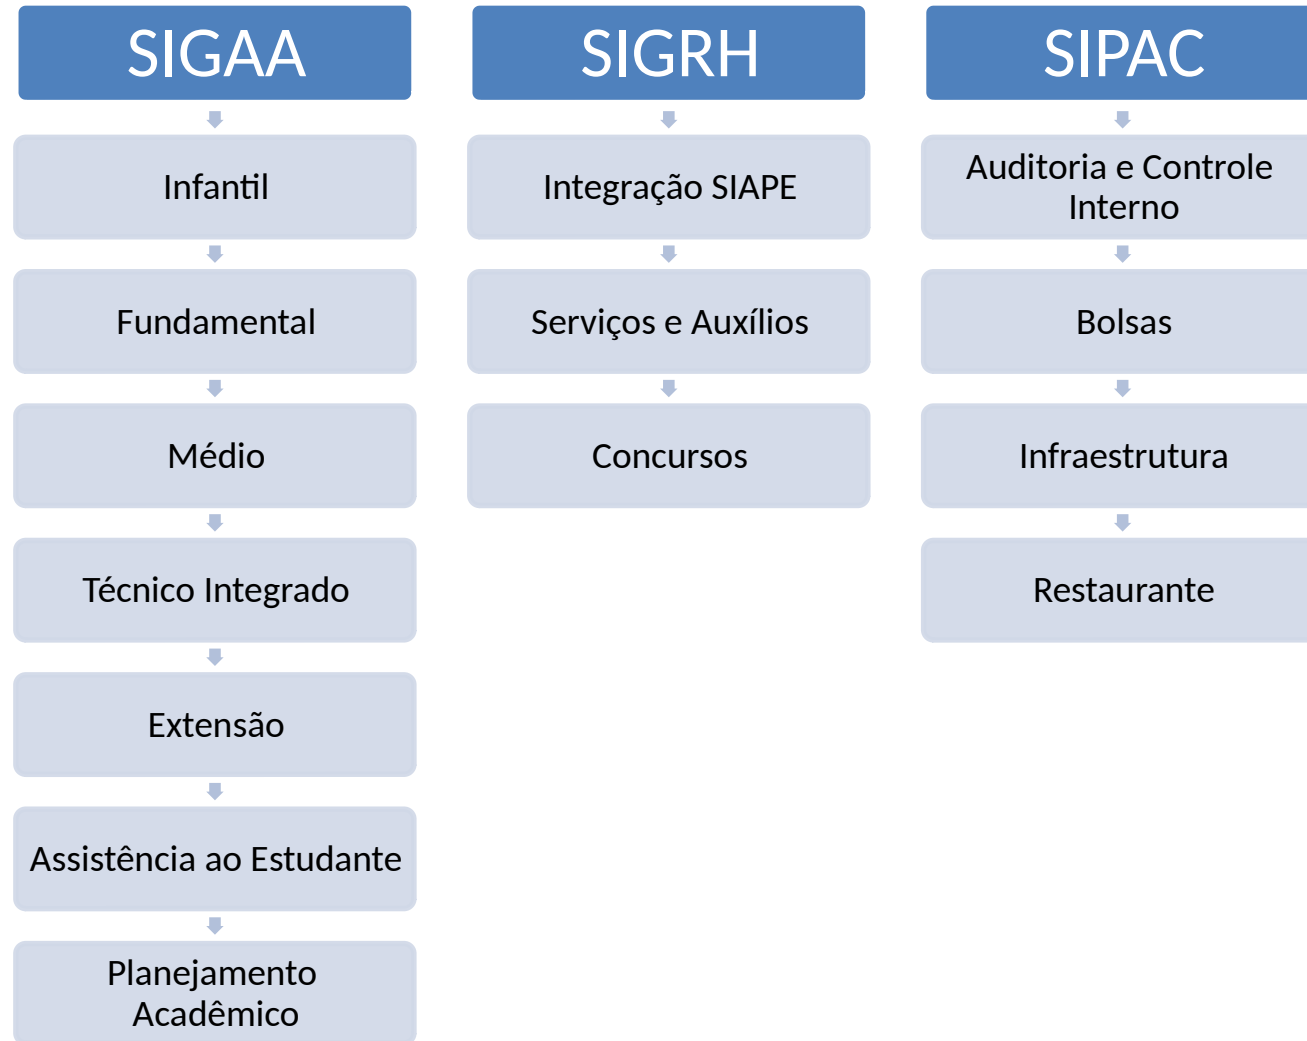 SIGAA
Infantil
Fundamental
Médio
Técnico Integrado
Extensão
Assistência ao Estudante
Planejamento
Acadêmico
SIGRH
Integração SIAPE
Serviços e Auxílios
Concursos
SIPAC
Auditoria e Controle
Interno
Bolsas
Infraestrutura
Restaurante